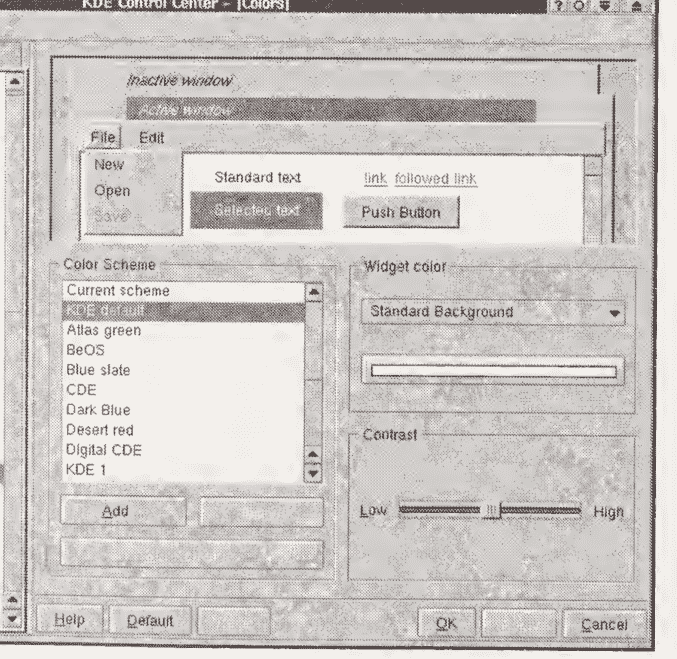 KDE Control Center - [Colors]
Inactive window
Active window
File Edit
New
Open
Save
Standard text link followed link
Selected text Push Button
Color Scheme
Current scheme
KDE default
Atlas green
BeOS
Blue slate
CDE
Dark Blue
Desert red
Digital CDE
KDE 1
Add
Widget color
Standard Background
Contrast
Low High
Help Default OK Cancel